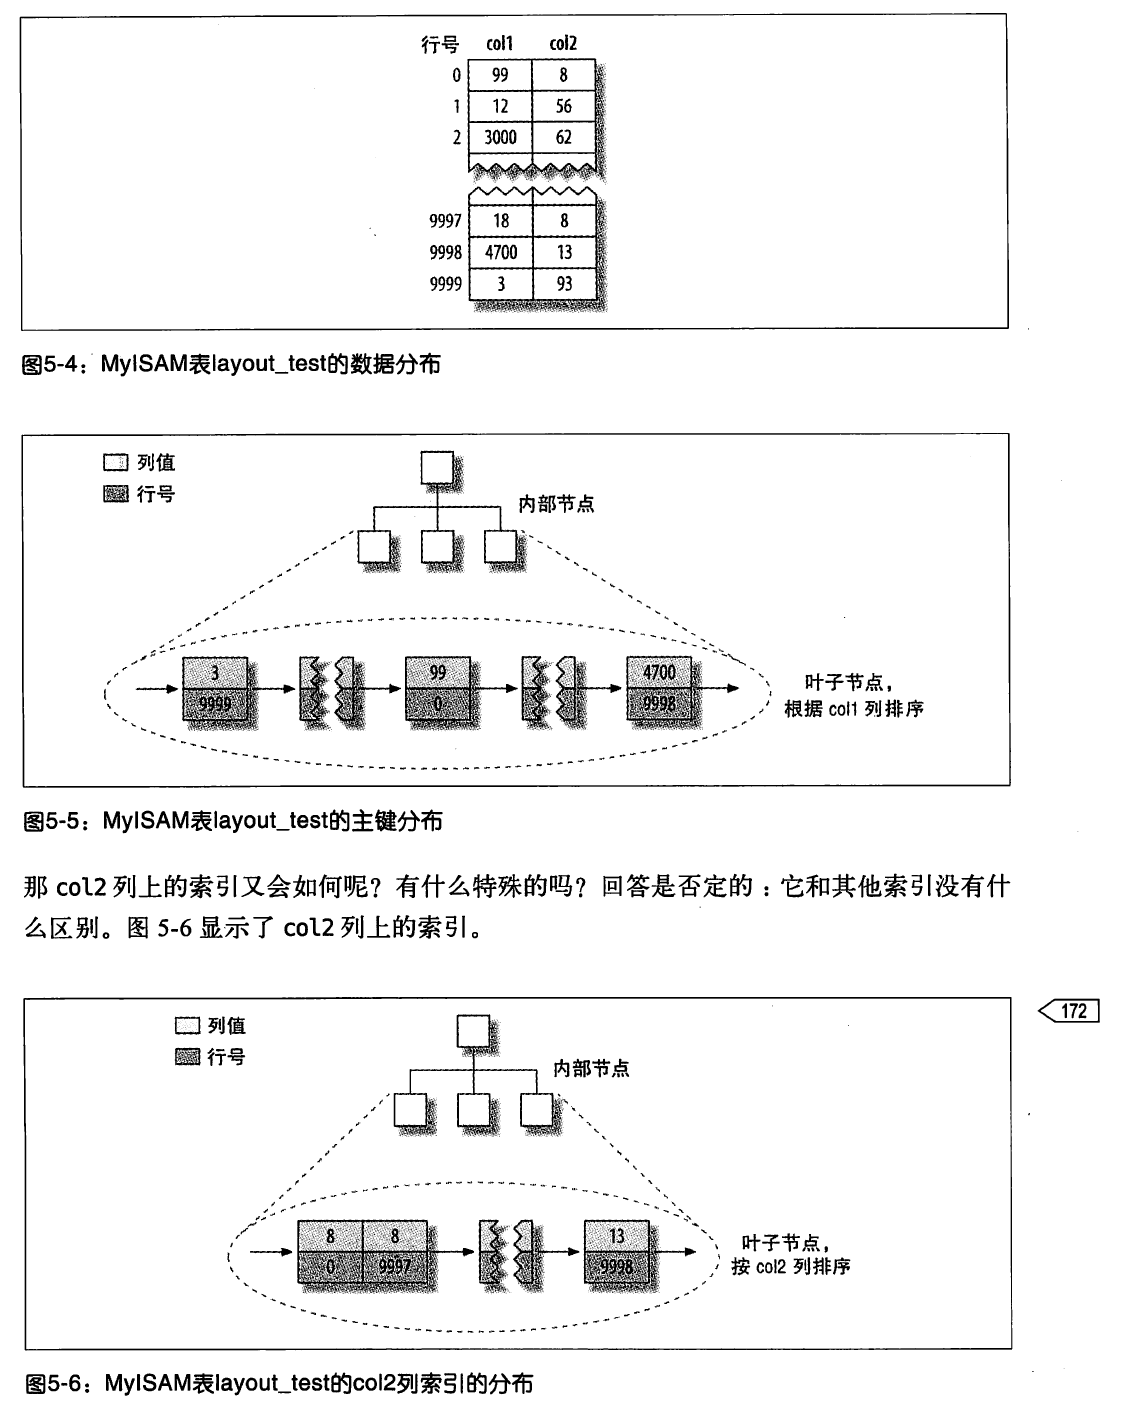 行号 col1 col2
0 99 8
1 12 56
2 3000 62
9997 18 8
9998 4700 13
9999 3 93
图5-4：MyISAM表layout_test的数据分布
列值
行号
内部节点
3 99 4700
9999 0 9998
叶子节点，
根据 col1 列排序
图5-5：MyISAM表layout_test的主键分布
那 col2 列上的索引又会如何呢？有什么特殊的吗？回答是否定的：它和其他索引没有什
么区别。图 5-6 显示了 col2 列上的索引。
172
列值
行号
内部节点
8 8 13
0 9997 9998
叶子节点，
按 col2 列排序
图5-6：MyISAM表layout_test的col2列索引的分布